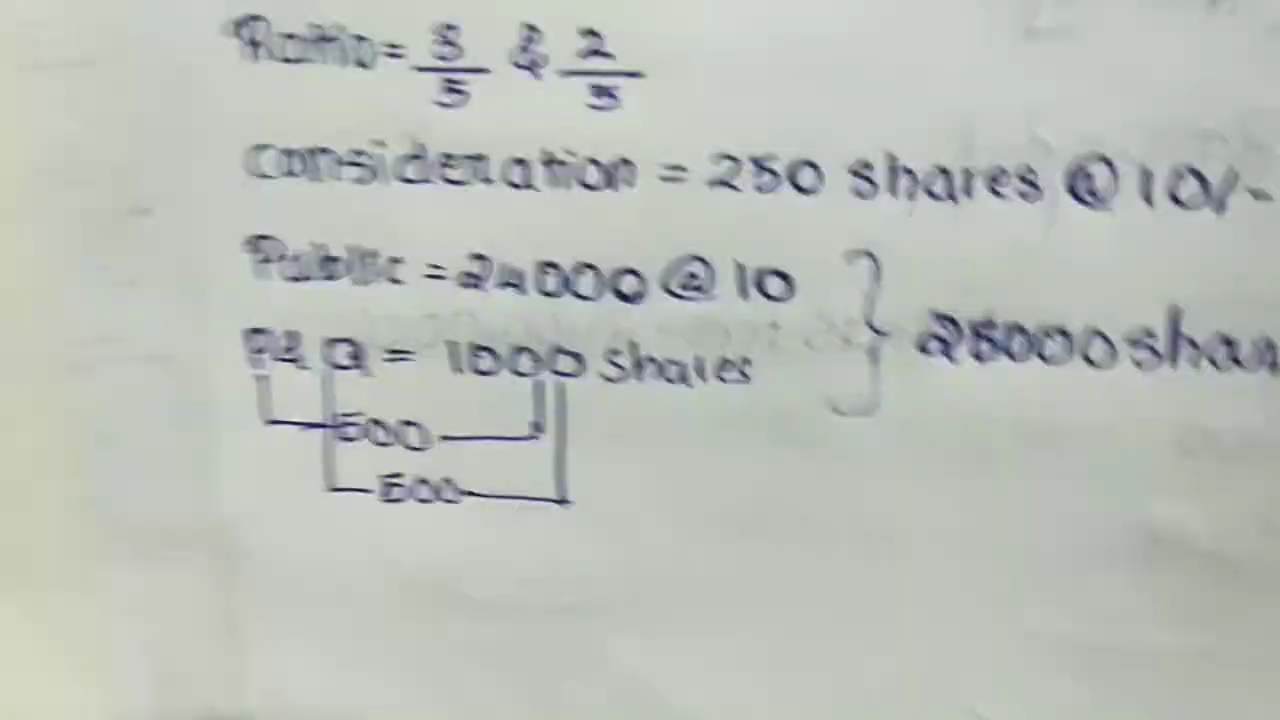 Ratio = 3/5 & 2/5
consideration = 250 shares @ 10/-
Public = 24000 @ 10
P& Q = 1000 shares
25000 shar
500
500